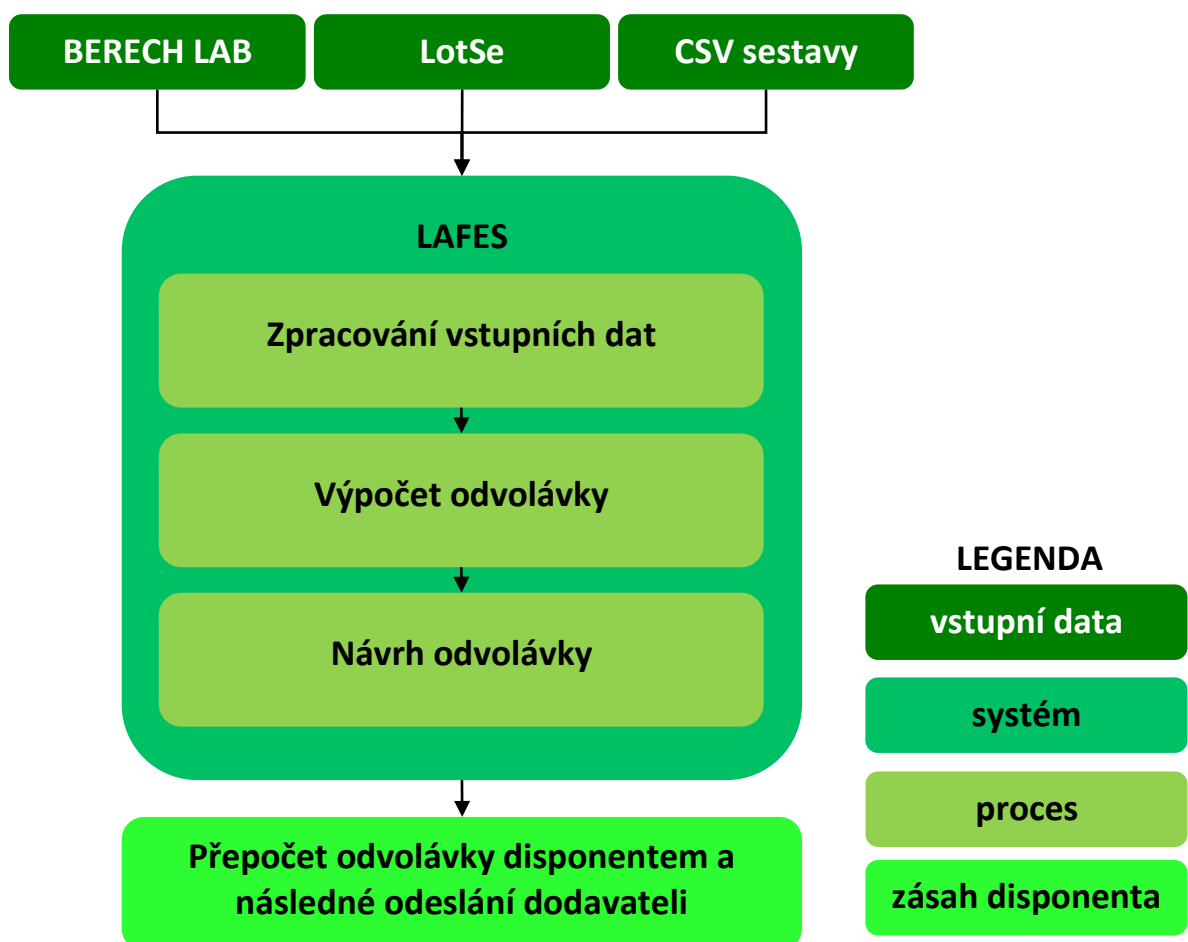 BERECH LAB
LotSe
CSV sestavy
LAFES
Zpracování vstupních dat
Výpočet odvolávky
Návrh odvolávky
Přepočet odvolávky disponentem a
následné odeslání dodavateli
LEGENDA
vstupní data
systém
proces
zásah disponenta